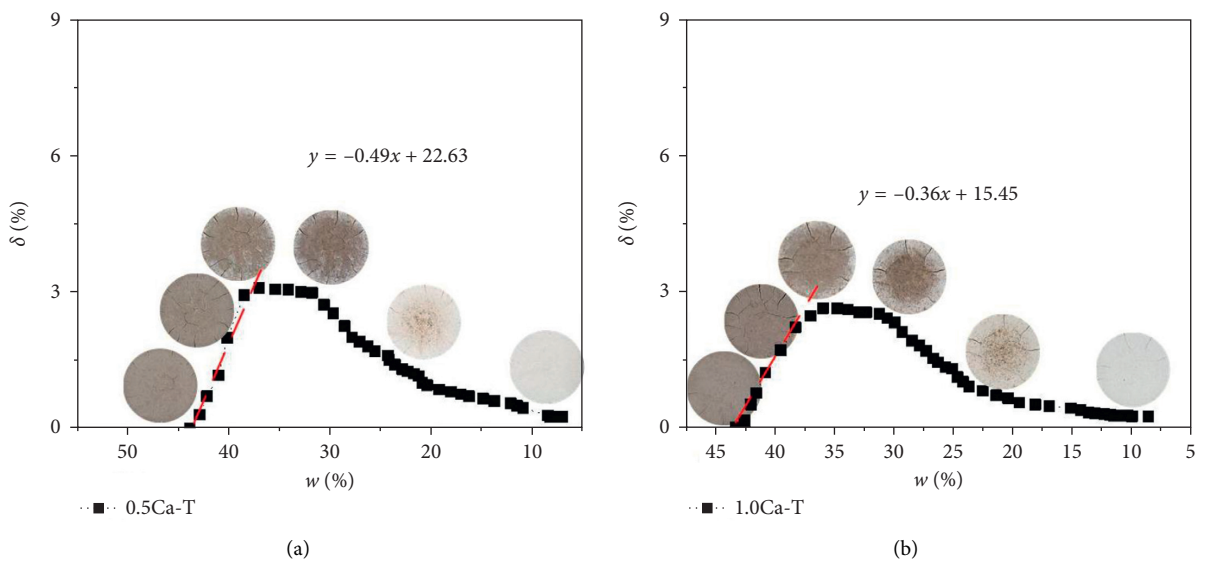 9
6
3
0
δ (%)
y = –0.49x + 22.63
50 40 30 20 10
w (%)
0.5Ca-T
(a)
9
6
3
0
δ (%)
y = –0.36x + 15.45
45 40 35 30 25 20 15 10 5
w (%)
1.0Ca-T
(b)